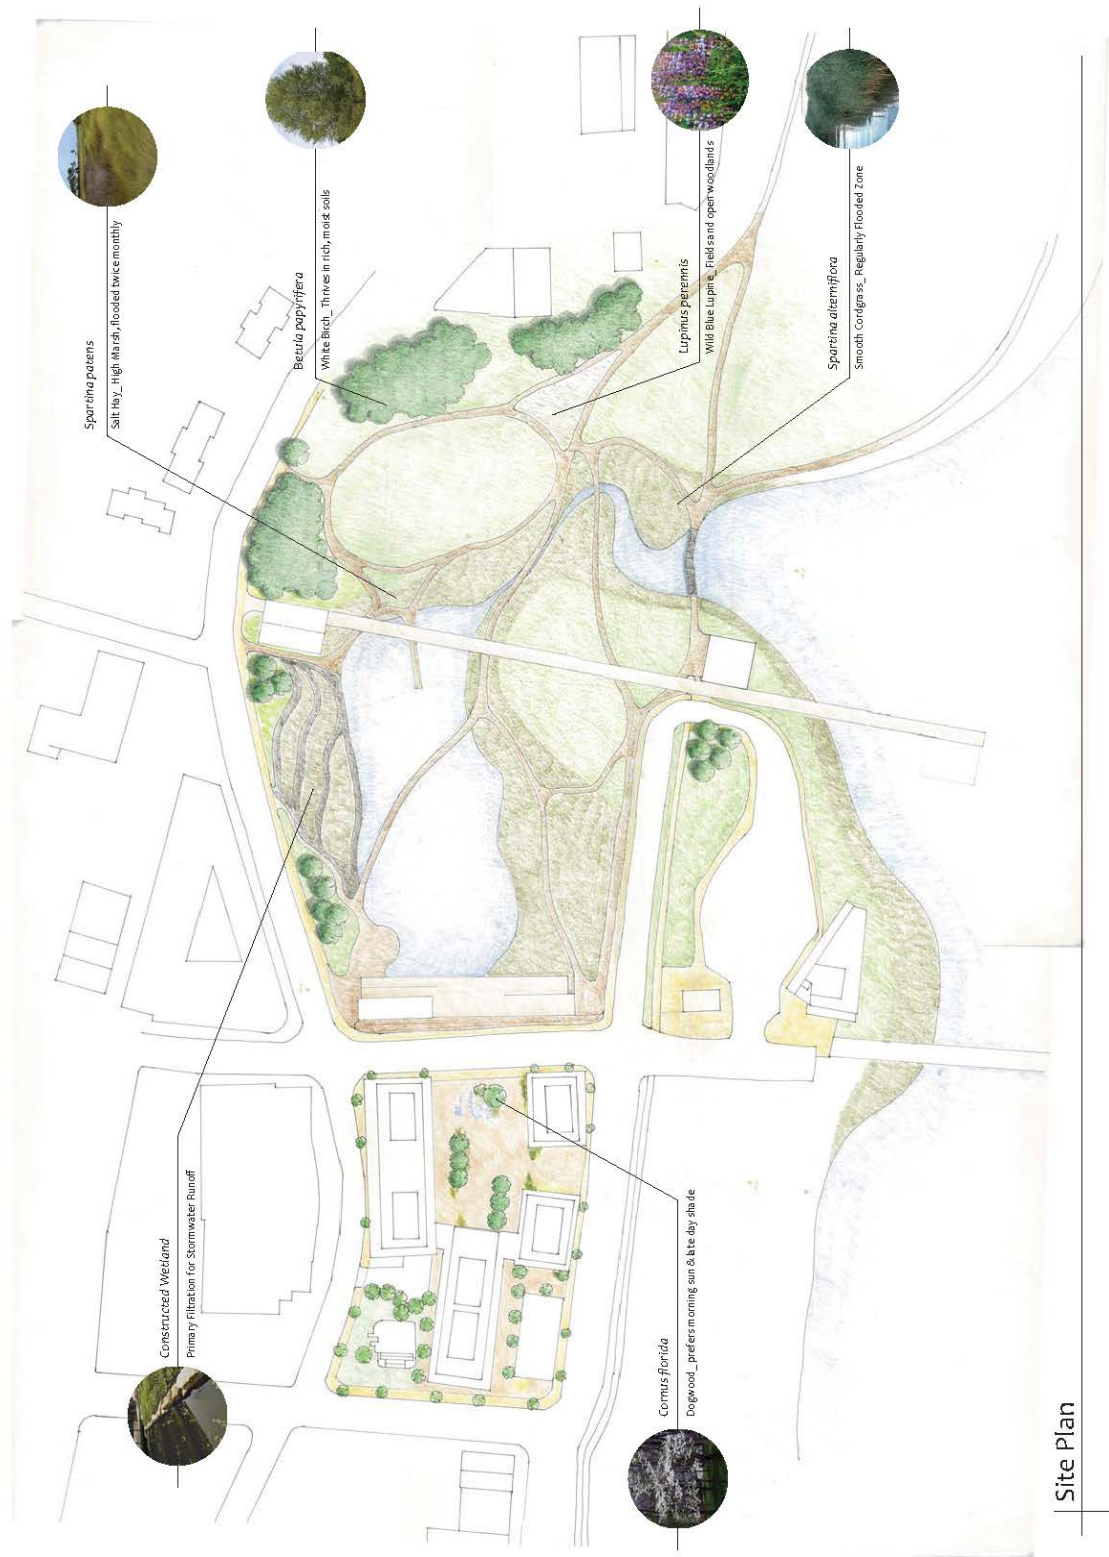 Spartina patens
Salt Hay_ High Marsh, flooded twice monthly
Betula papyrifera
White Birch_ Thrives in rich, moist soils
Lupinus perennis
Wild Blue Lupine_ Fields and open woodlands
Spartina alterniflora
Smooth Cordgrass_ Regularly Flooded Zone
Constructed Wetland
Primary Filtration for Stormwater Runoff
Cornus florida
Dogwood_ prefers morning sun & late day shade
Site Plan